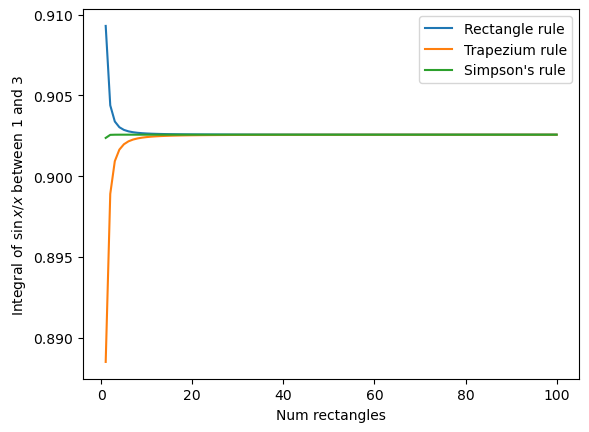 0.910
0.905
0.900
0.895
0.890
0
20
40
60
80
100
Num rectangles
Integral of sin x/x between 1 and 3
Rectangle rule
Trapezium rule
Simpson's rule